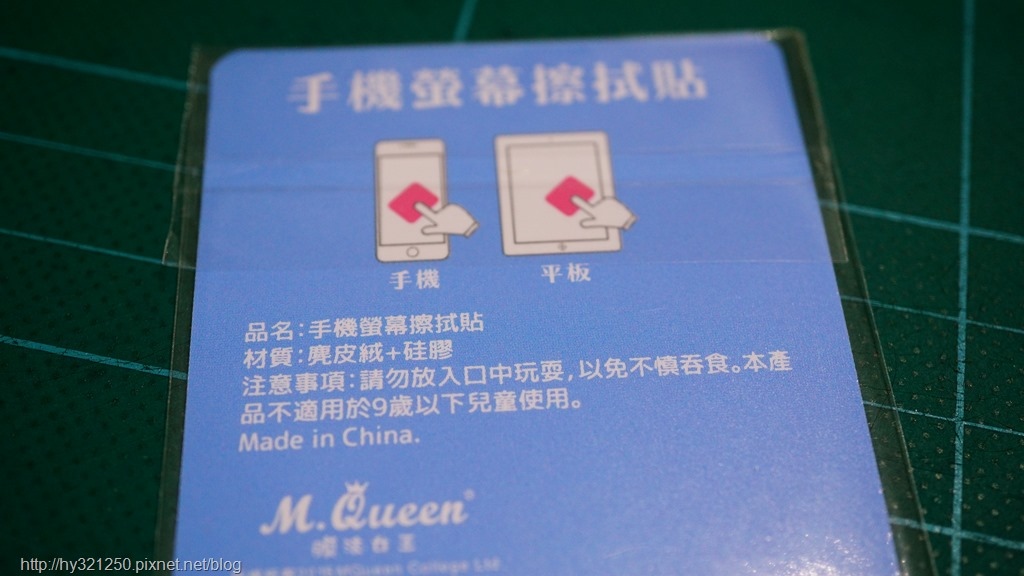 手機螢幕擦拭貼
手機 平板
品名：手機螢幕擦拭貼
材質：麂皮絨+硅膠
注意事項：請勿放入口中玩耍，以免不慎吞食。本產
品不適用於9歲以下兒童使用。
Made in China.
M.Queen®
MQueen College Ltd
http://hy321250.pixnet.net/blog